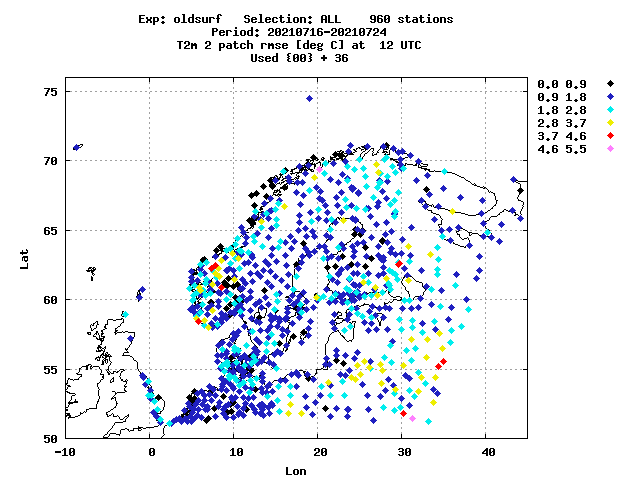 Exp: oldsurf Selection: ALL 960 stations
Period: 20210716-20210724
T2m 2 patch rmse [deg C] at 12 UTC
Used {00} + 36
0.0 0.9
0.9 1.8
1.8 2.8
2.8 3.7
3.7 4.6
4.6 5.5
75
70
65
60
55
50
Lat
-10 0 10 20 30 40
Lon